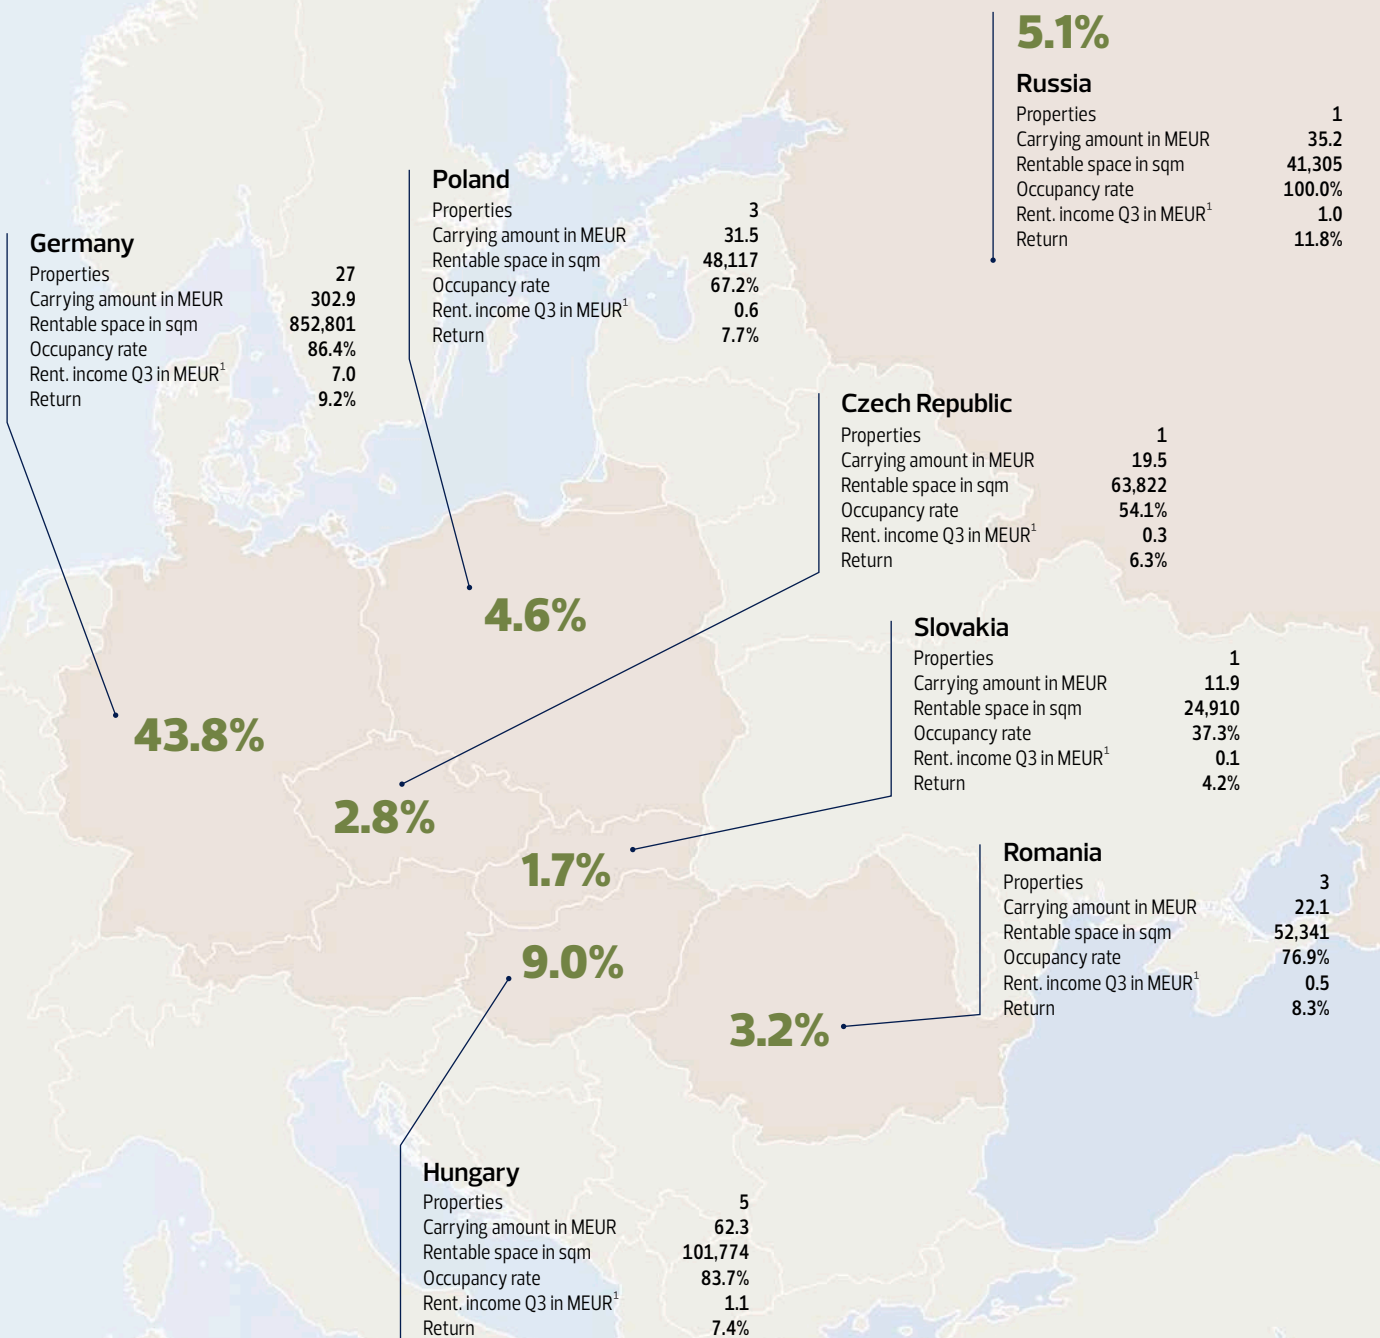 5.1%
Russia
Properties 1
Carrying amount in MEUR 35.2
Rentable space in sqm 41,305
Occupancy rate 100.0%
Rent. income Q3 in MEUR¹ 1.0
Return 11.8%
Poland
Properties 3
Carrying amount in MEUR 31.5
Rentable space in sqm 48,117
Occupancy rate 67.2%
Rent. income Q3 in MEUR¹ 0.6
Return 7.7%
Germany
Properties 27
Carrying amount in MEUR 302.9
Rentable space in sqm 852,801
Occupancy rate 86.4%
Rent. income Q3 in MEUR¹ 7.0
Return 9.2%
Czech Republic
Properties 1
Carrying amount in MEUR 19.5
Rentable space in sqm 63,822
Occupancy rate 54.1%
Rent. income Q3 in MEUR¹ 0.3
Return 6.3%
4.6%
Slovakia
Properties 1
Carrying amount in MEUR 11.9
Rentable space in sqm 24,910
Occupancy rate 37.3%
Rent. income Q3 in MEUR¹ 0.1
Return 4.2%
43.8%
2.8%
1.7%
Romania
Properties 3
Carrying amount in MEUR 22.1
Rentable space in sqm 52,341
Occupancy rate 76.9%
Rent. income Q3 in MEUR¹ 0.5
Return 8.3%
9.0%
3.2%
Hungary
Properties 5
Carrying amount in MEUR 62.3
Rentable space in sqm 101,774
Occupancy rate 83.7%
Rent. income Q3 in MEUR¹ 1.1
Return 7.4%